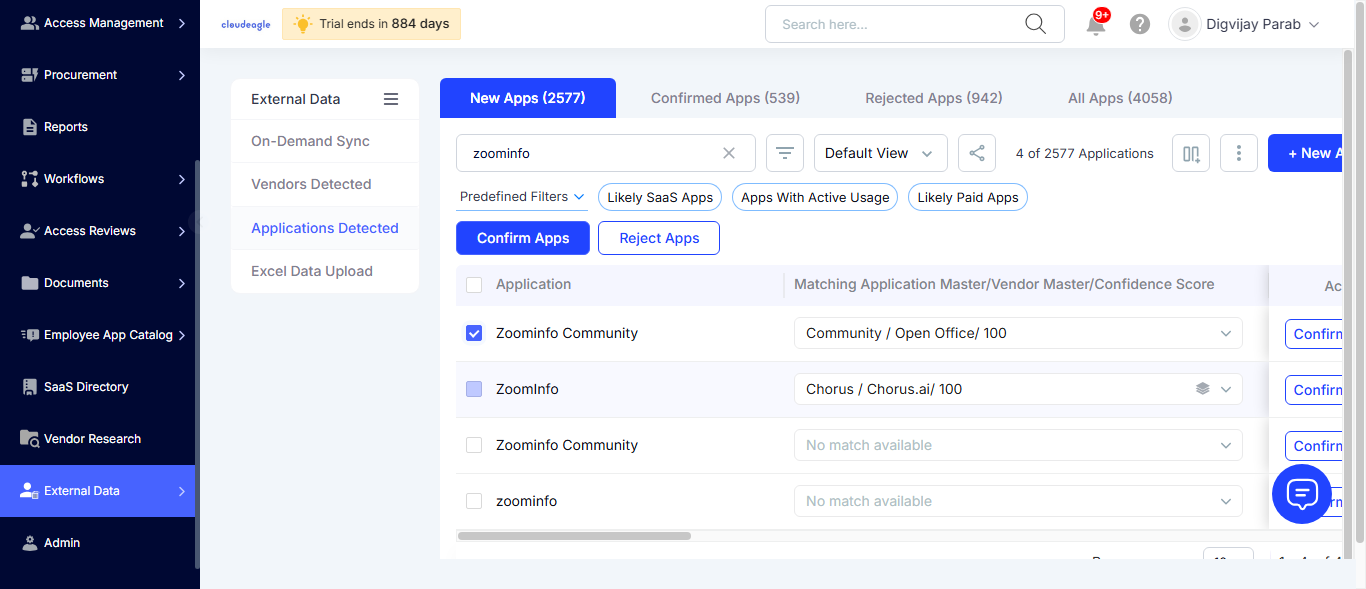 Access Management
Procurement
Reports
Workflows
Access Reviews
Documents
Employee App Catalog
SaaS Directory
Vendor Research
External Data
Admin
cloudeagle
Trial ends in 884 days
Search here...
9+
Digvijay Parab
External Data
On-Demand Sync
Vendors Detected
Applications Detected
Excel Data Upload
New Apps (2577)
Confirmed Apps (539)
Rejected Apps (942)
All Apps (4058)
zoominfo
Default View
4 of 2577 Applications
+ New A
Predefined Filters
Likely SaaS Apps
Apps With Active Usage
Likely Paid Apps
Confirm Apps
Reject Apps
Application
Matching Application Master/Vendor Master/Confidence Score
Ac
Zoominfo Community
Community / Open Office/ 100
Confirm
ZoomInfo
Chorus / Chorus.ai/ 100
Confirm
Zoominfo Community
No match available
Confirm
zoominfo
No match available